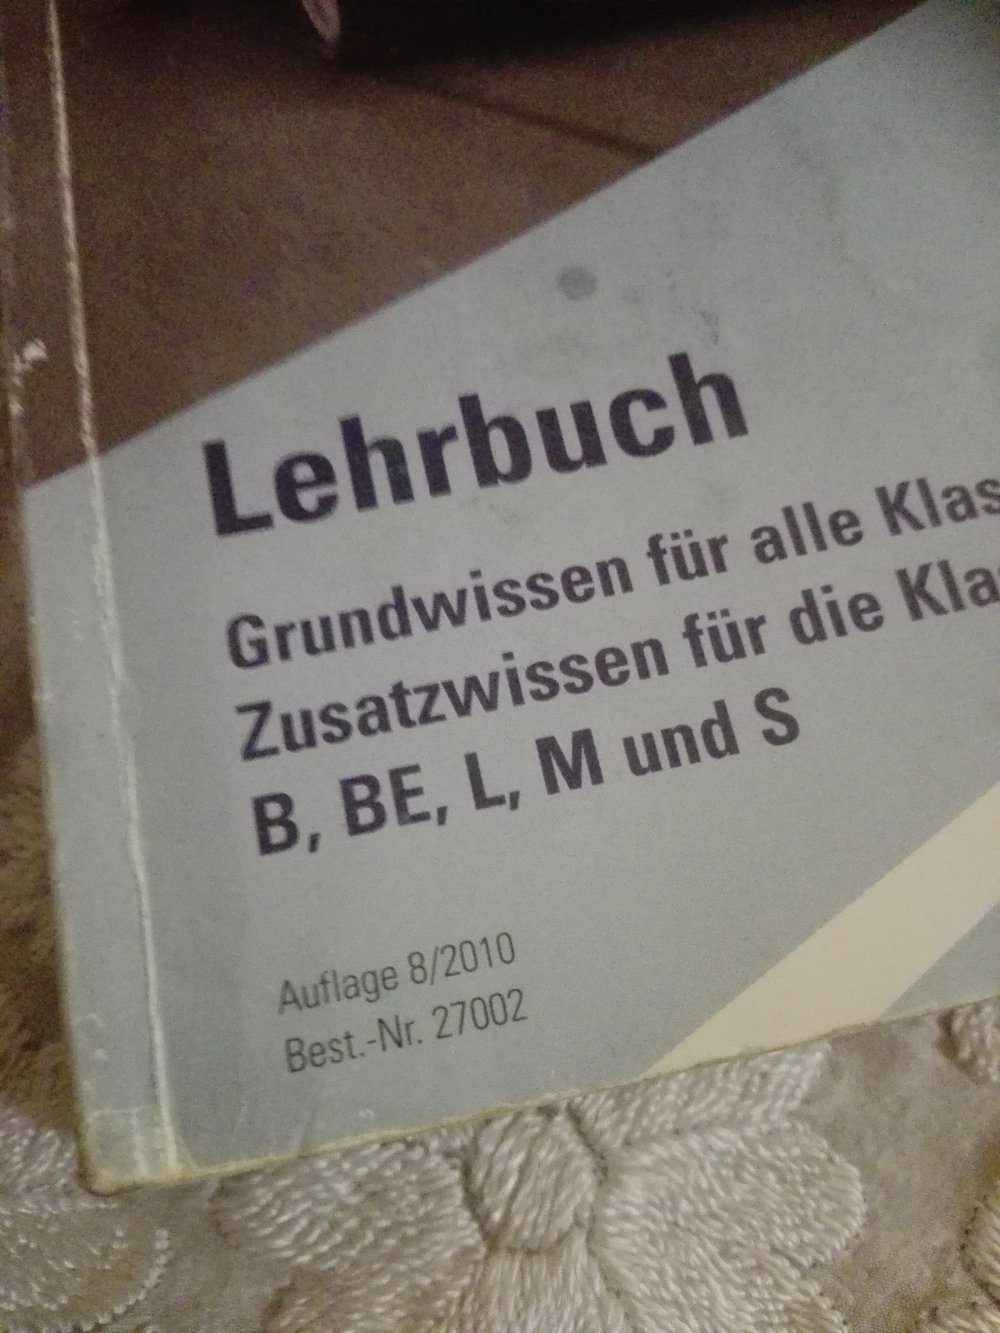 Lehrbuch
Grundwissen für alle Klas
Zusatzwissen für die Kla
B, BE, L, M und S
Auflage 8/2010
Best.-Nr. 27002